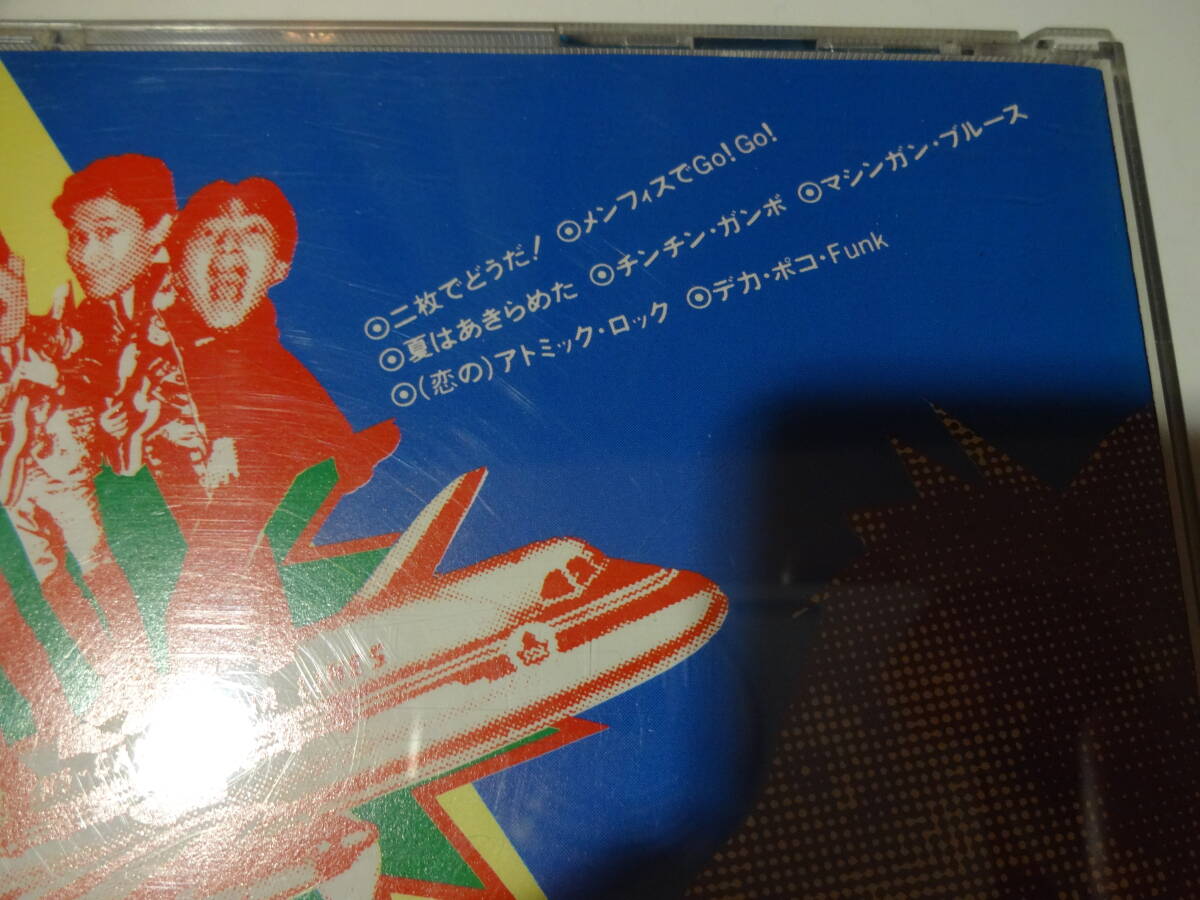 ◉二枚でどうだ! ◉メンフィスでGo! Go!
◉夏はあきらめた ◉チンチン・ガンボ ◉マシンガン・ブルース
◉(恋の)アトミック・ロック ◉デカ・ポコ・Funk